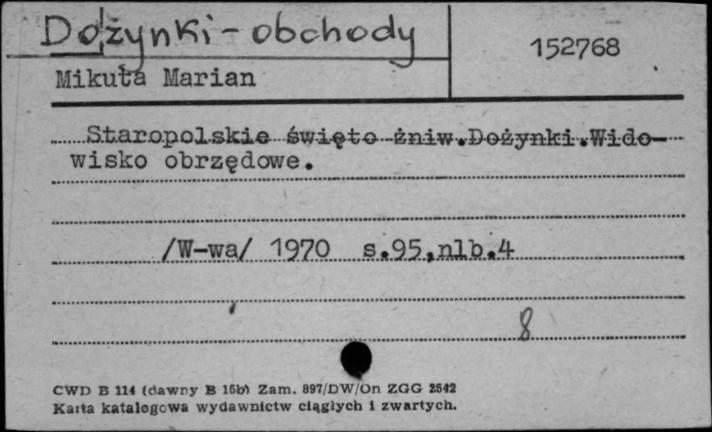 Dożynki - obchody
152768
Mikuła Marian
Staropolskie święto żniw.Dożynki.Wido-
wisko obrzędowe.
/W-wa/ 1970 s.95,nlb.4
8
CWD B 114 (dawny B 15b) Zam. 897/DW/On ZGG 2542
Karta katalogowa wydawnictw ciągłych i zwartych.